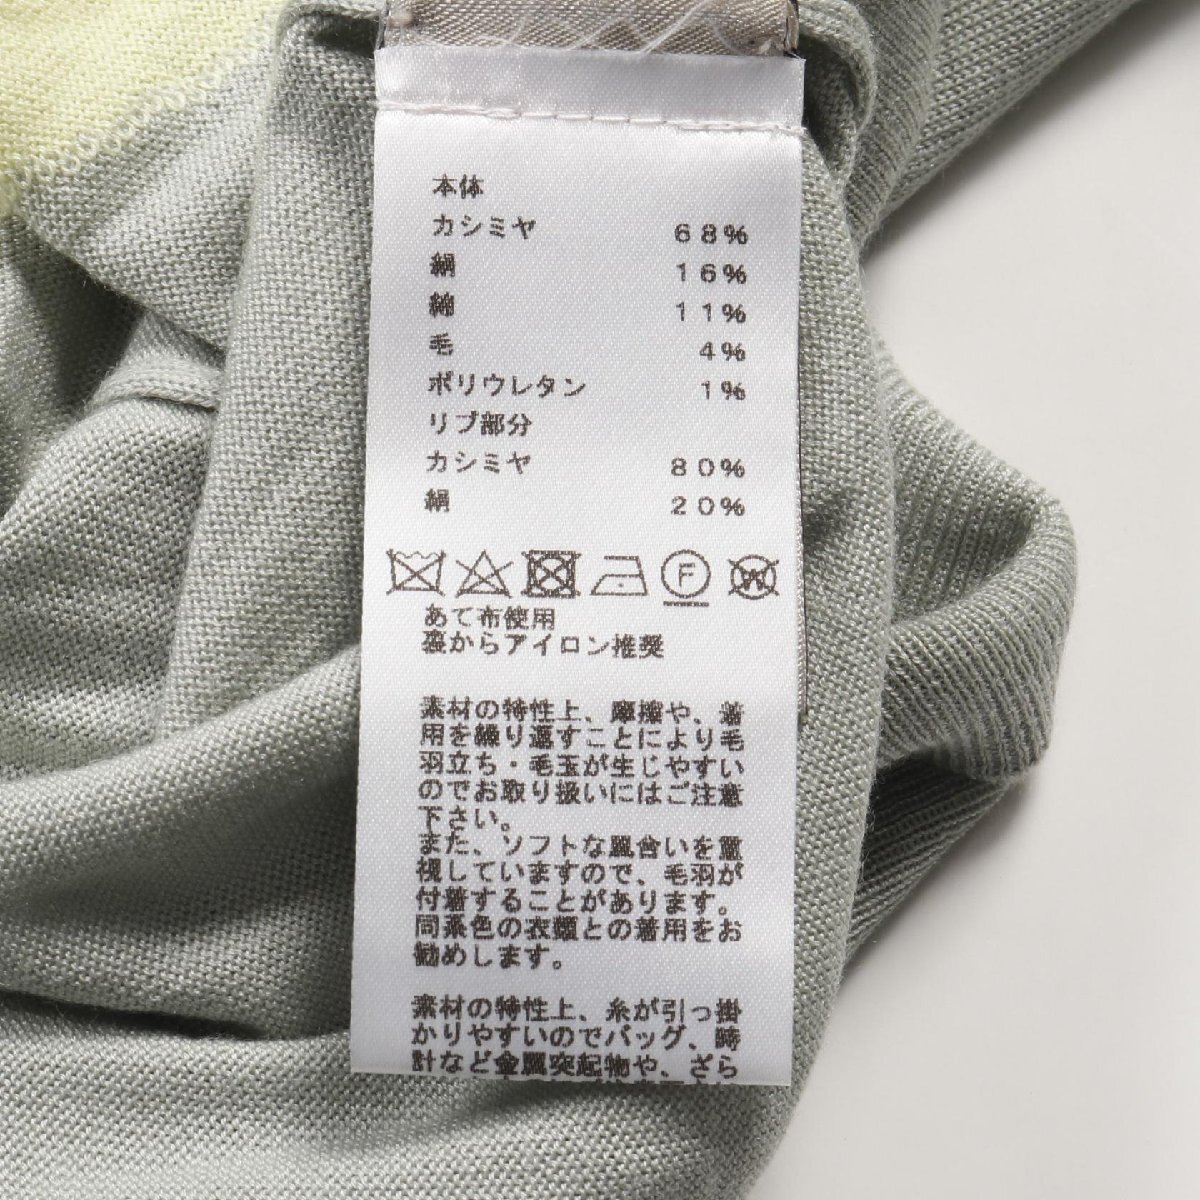 本体
カシミヤ 68%
絹 16%
綿 11%
毛 4%
ポリウレタン 1%
リブ部分
カシミヤ 80%
絹 20%
F W
あて布使用
裏からアイロン推奨
素材の特性上、摩擦や、着
用を繰り返すことにより毛
羽立ち・毛玉が生じやすい
のでお取り扱いにはご注意
下さい。
また、ソフトな風合いを重
視していますので、毛羽が
付着することがあります。
同系色の衣類との着用をお
勧めします。
素材の特性上、糸が引っ掛
かりやすいのでバッグ、時
計など金属突起物や、ざら